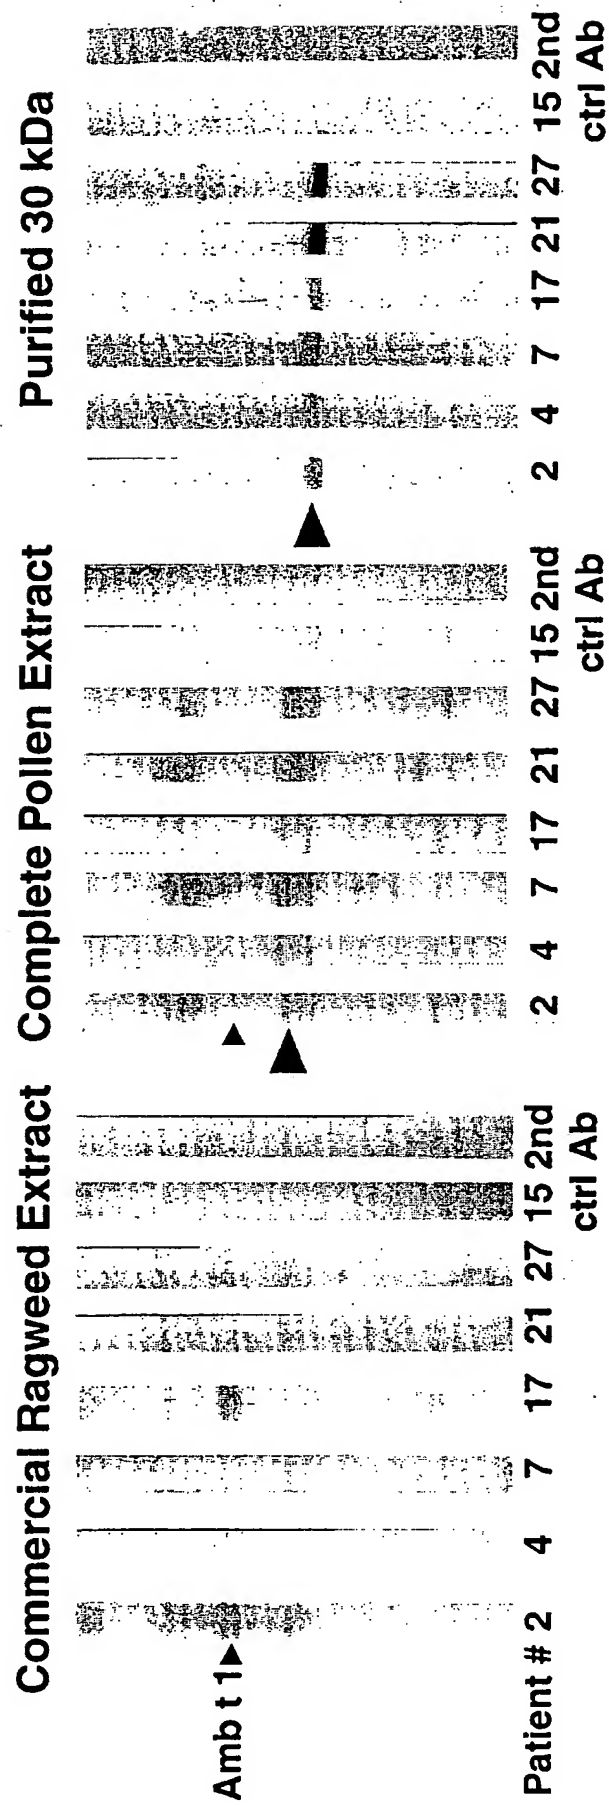 Commercial Ragweed Extract
Complete Pollen Extract
Purified 30 kDa
Amb t 1
Patient # 2 4 7 17 21 27 15 2nd
ctrl Ab
2 4 7 17 21 27 15 2nd
ctrl Ab
2 4 7 17 21 27 15 2nd
ctrl Ab